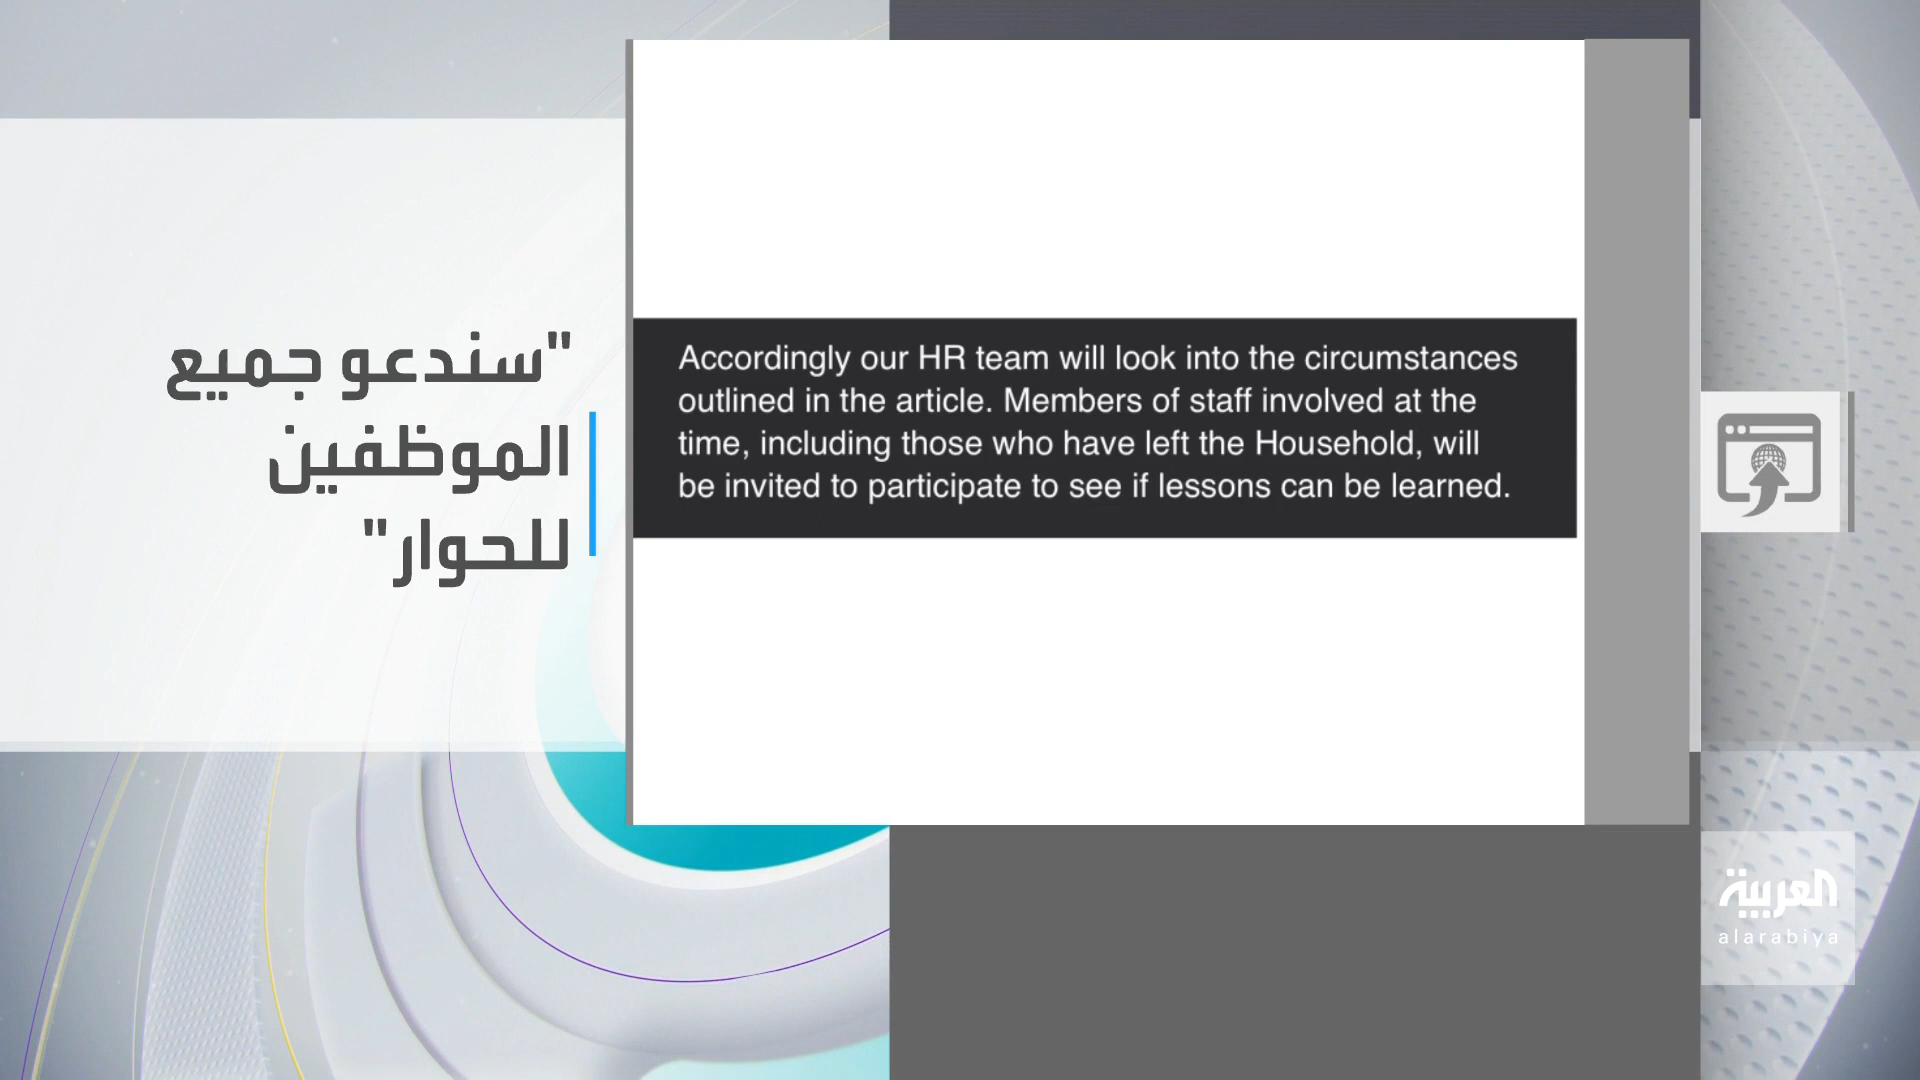 "سندعو جميع
الموظفين
للحوار"
Accordingly our HR team will look into the circumstances
outlined in the article. Members of staff involved at the
time, including those who have left the Household, will
be invited to participate to see if lessons can be learned.
العربية
alarabiya